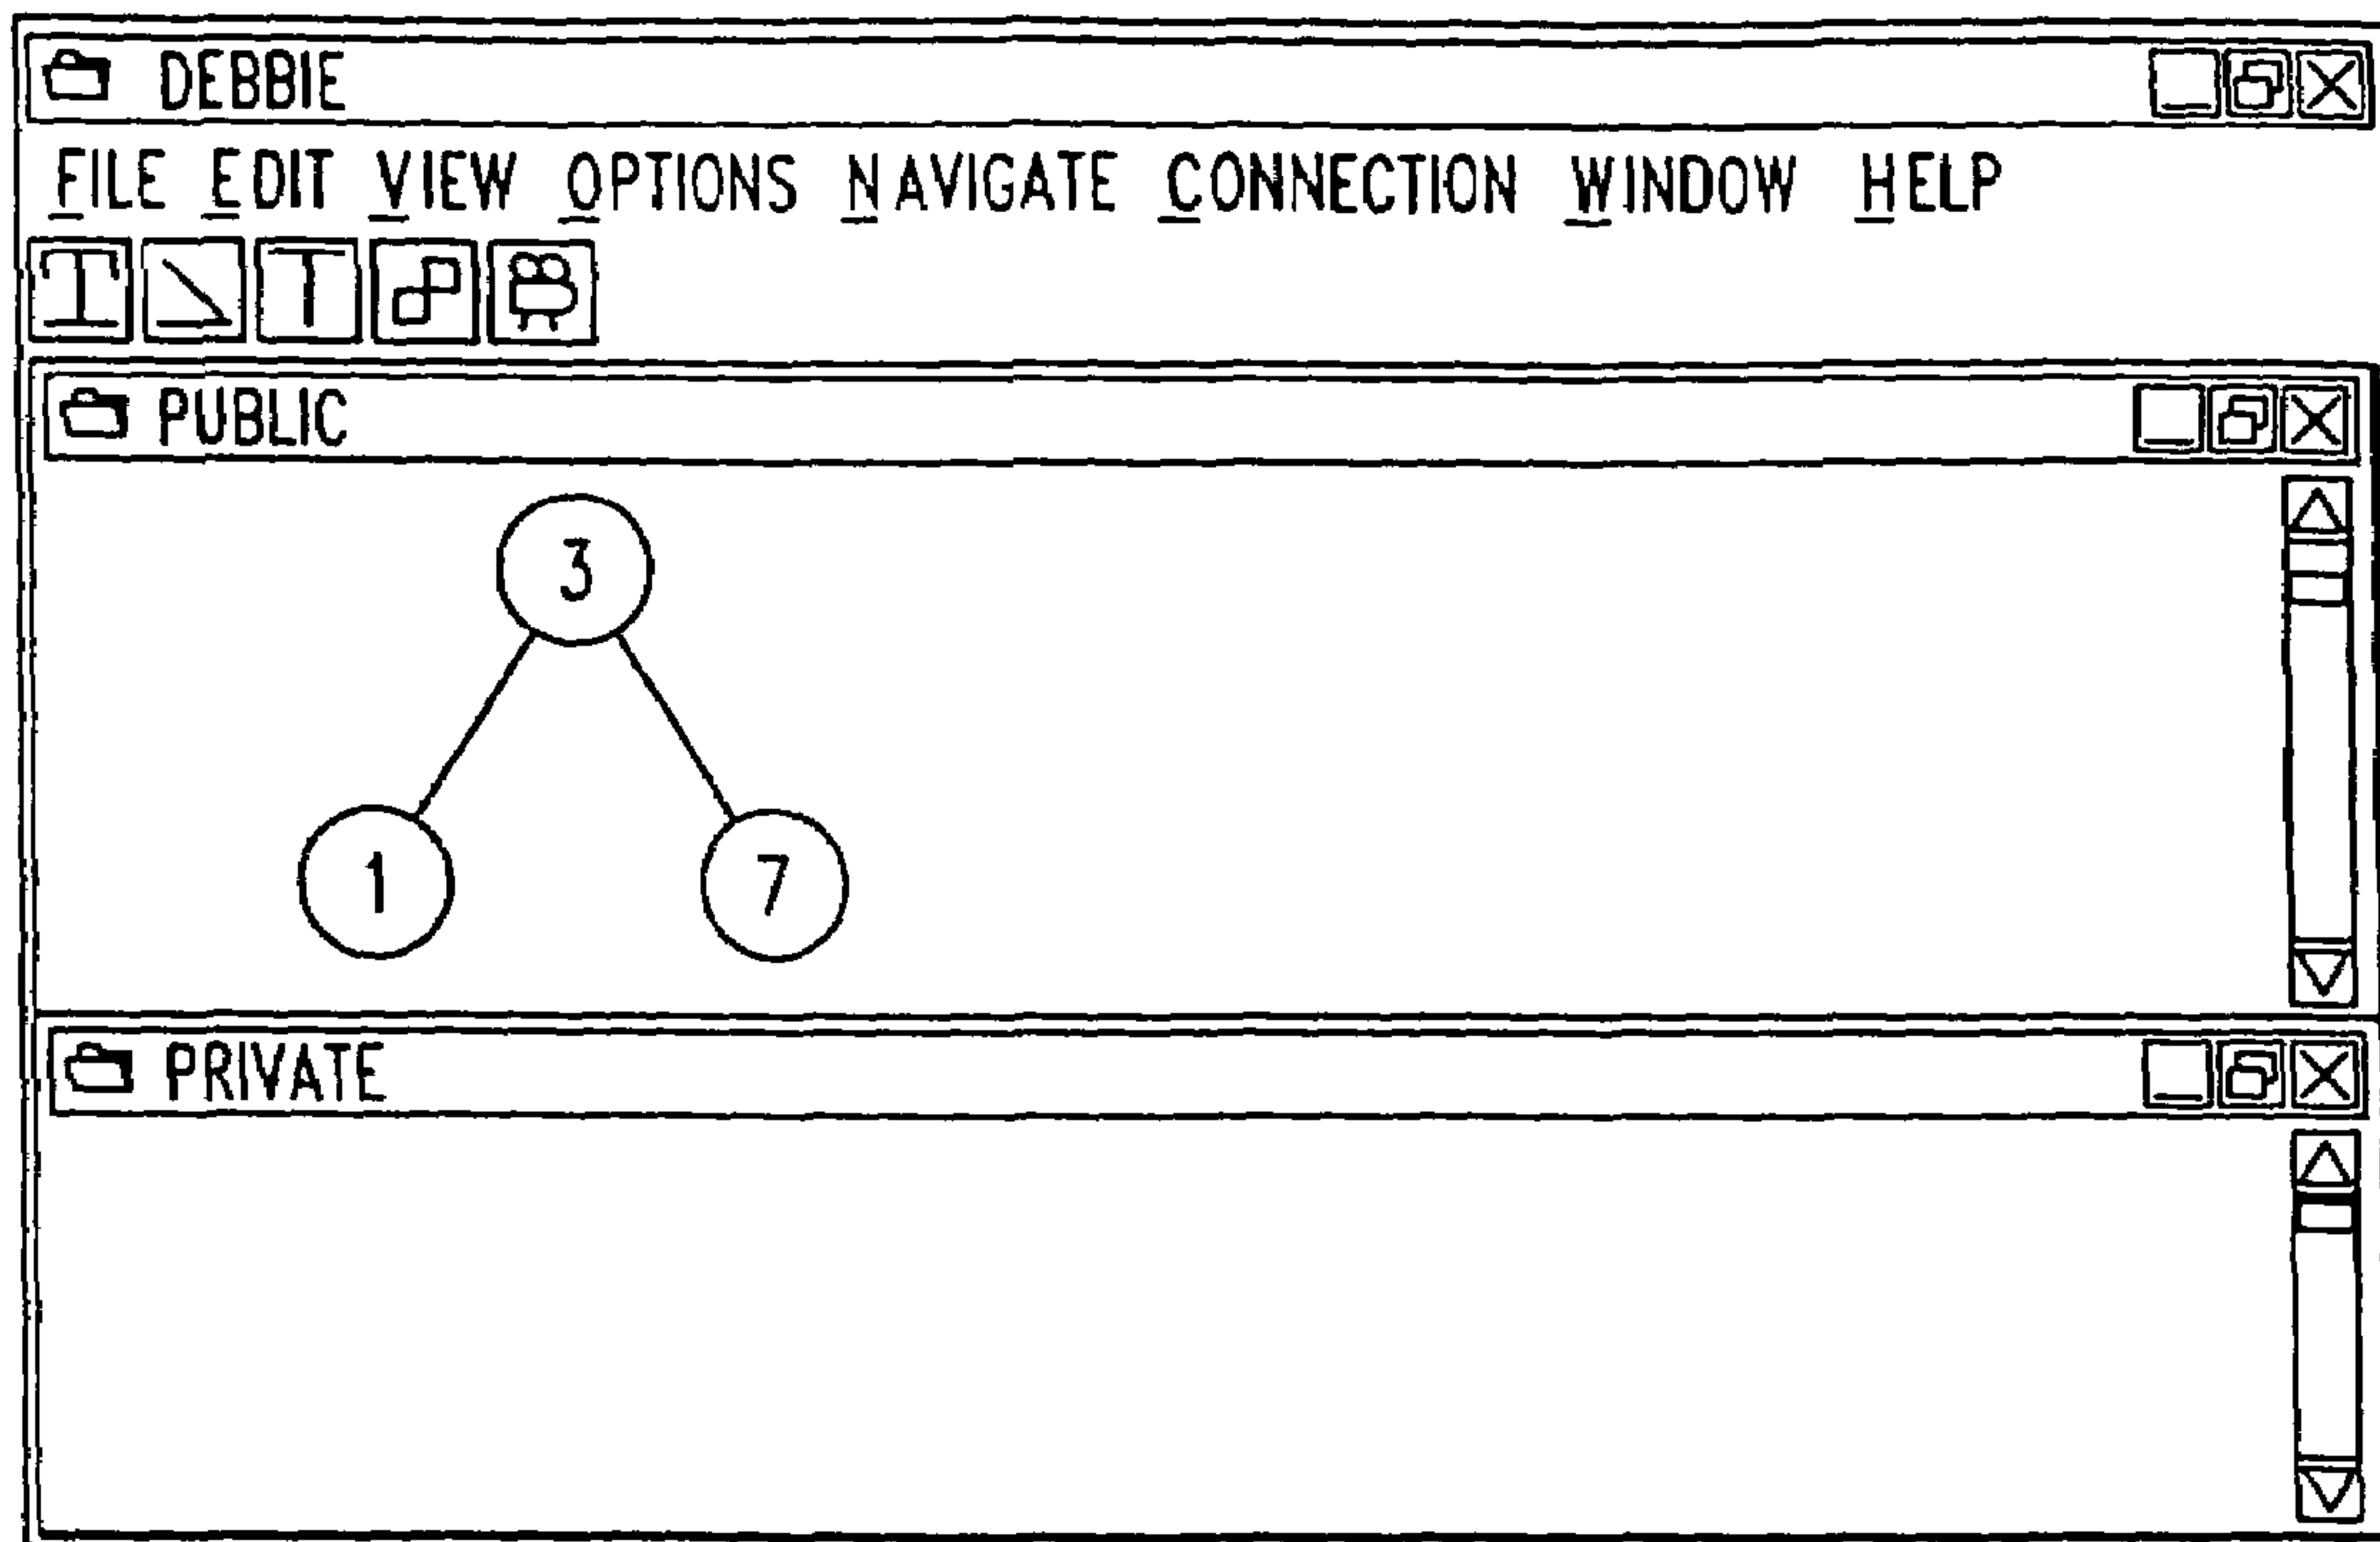 DEBBIE
FILE EDIT VIEW OPTIONS NAVIGATE CONNECTION WINDOW HELP
T
PUBLIC
3
1 7
PRIVATE